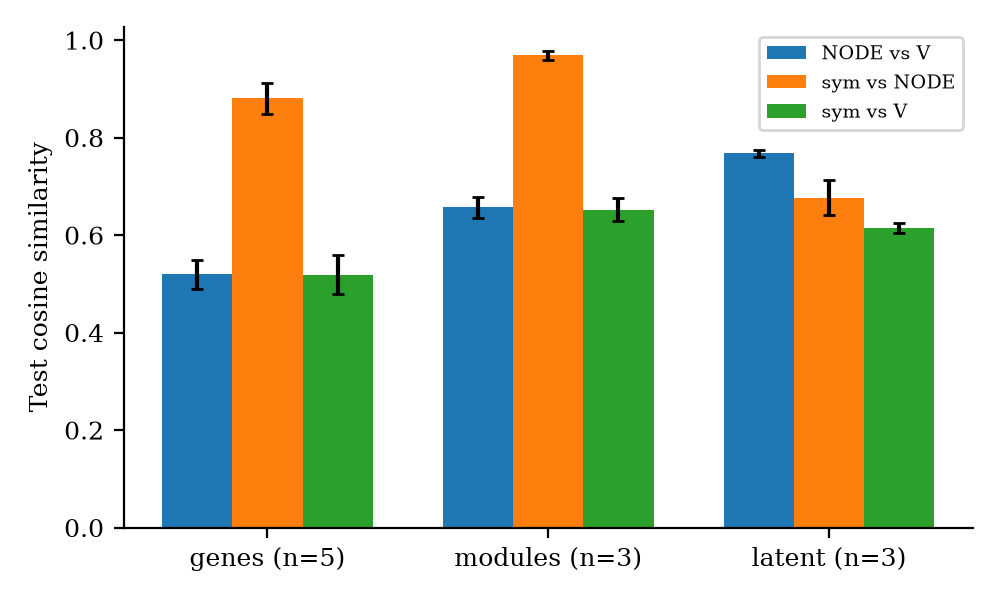 Test cosine similarity
1.0
0.8
0.6
0.4
0.2
0.0
NODE vs V
sym vs NODE
sym vs V
genes (n=5)
modules (n=3)
latent (n=3)